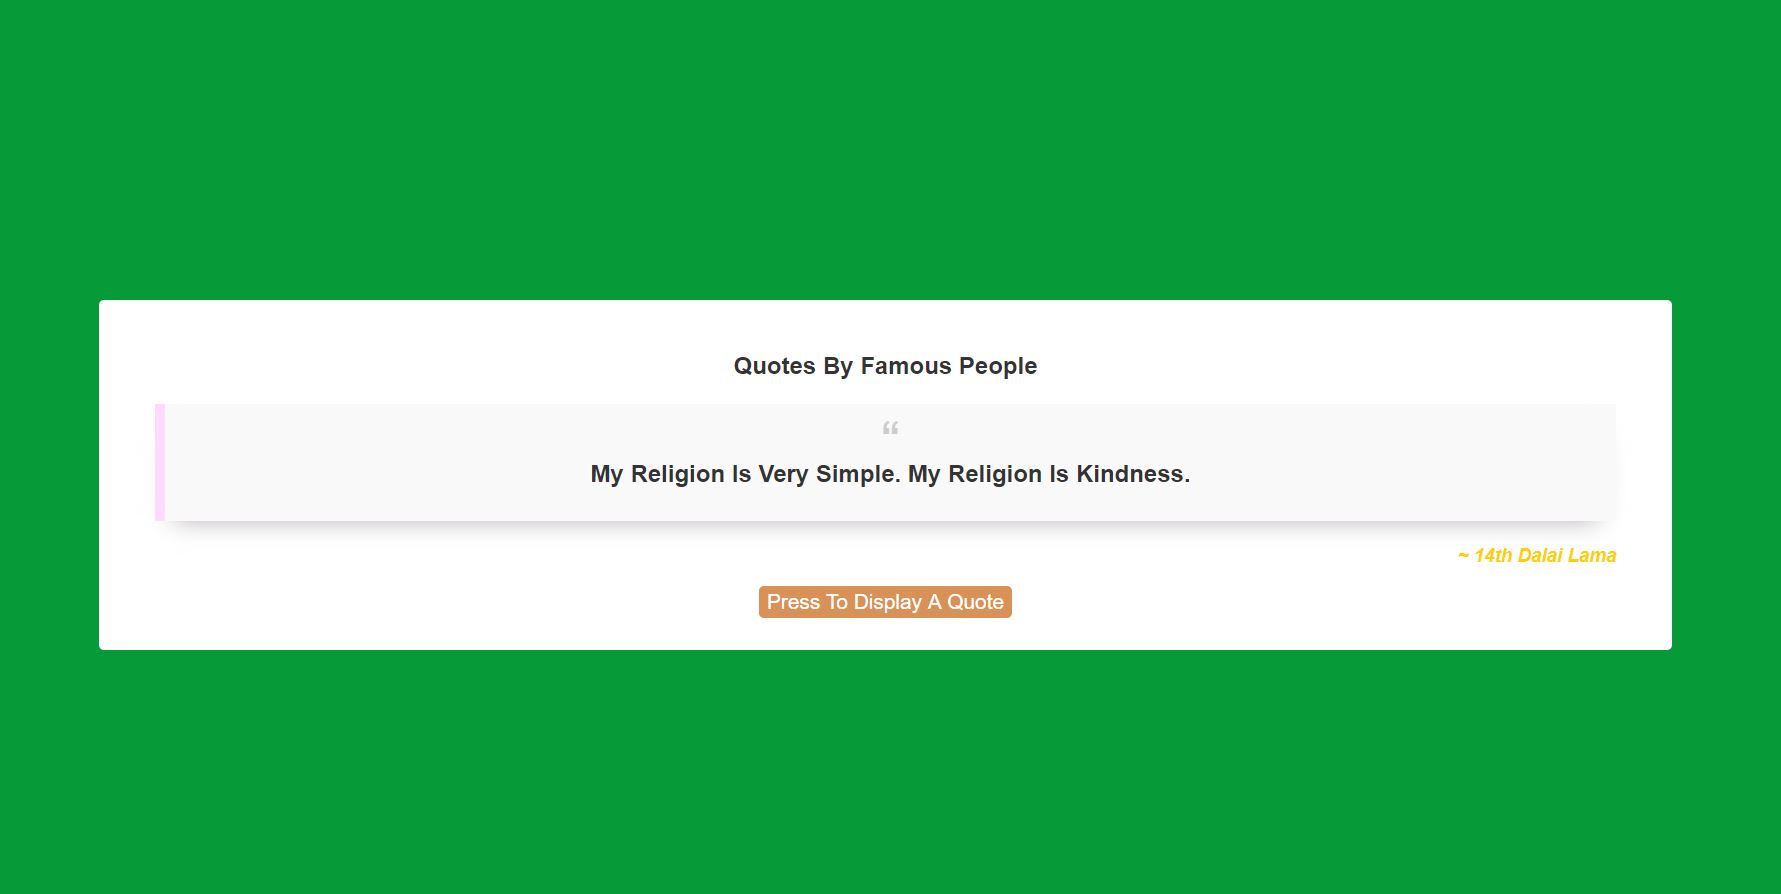 Quotes By Famous People
“
My Religion Is Very Simple. My Religion Is Kindness.
~ 14th Dalai Lama
Press To Display A Quote